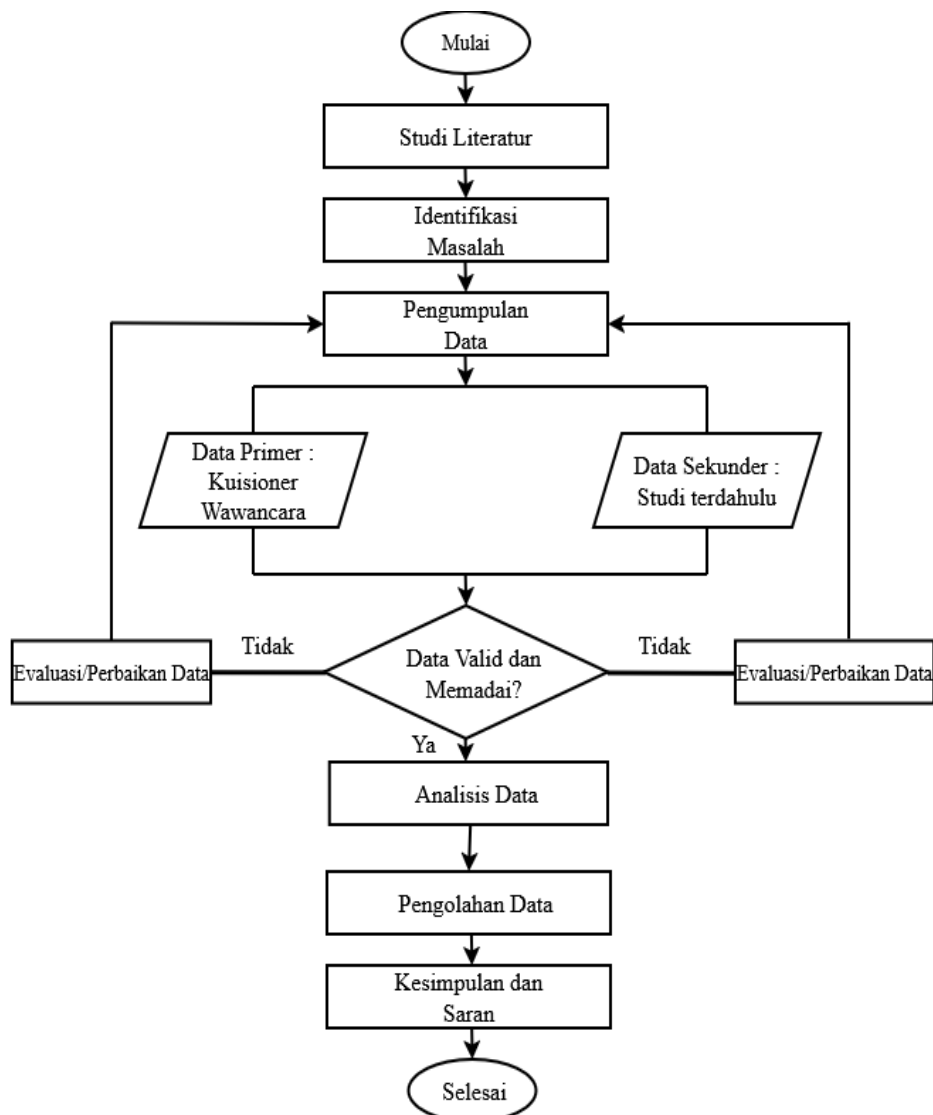 Mulai
Studi Literatur
Identifikasi
Masalah
Pengumpulan
Data
Data Primer :
Kuisioner
Wawancara
Data Sekunder :
Studi terdahulu
Tidak
Tidak
Evaluasi/Perbaikan Data
Data Valid dan
Memadai?
Evaluasi/Perbaikan Data
Ya
Analisis Data
Pengolahan Data
Kesimpulan dan
Saran
Selesai